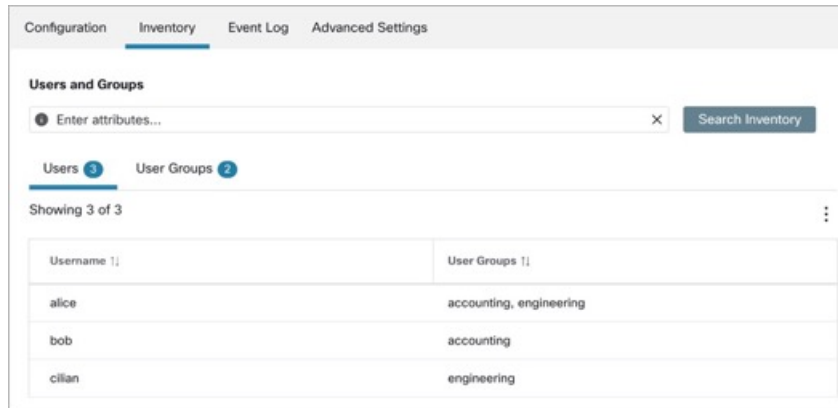 Configuration Inventory Event Log Advanced Settings
Users and Groups
Enter attributes... Search Inventory
Users 3 User Groups 2
Showing 3 of 3
Username User Groups
alice accounting, engineering
bob accounting
cilian engineering